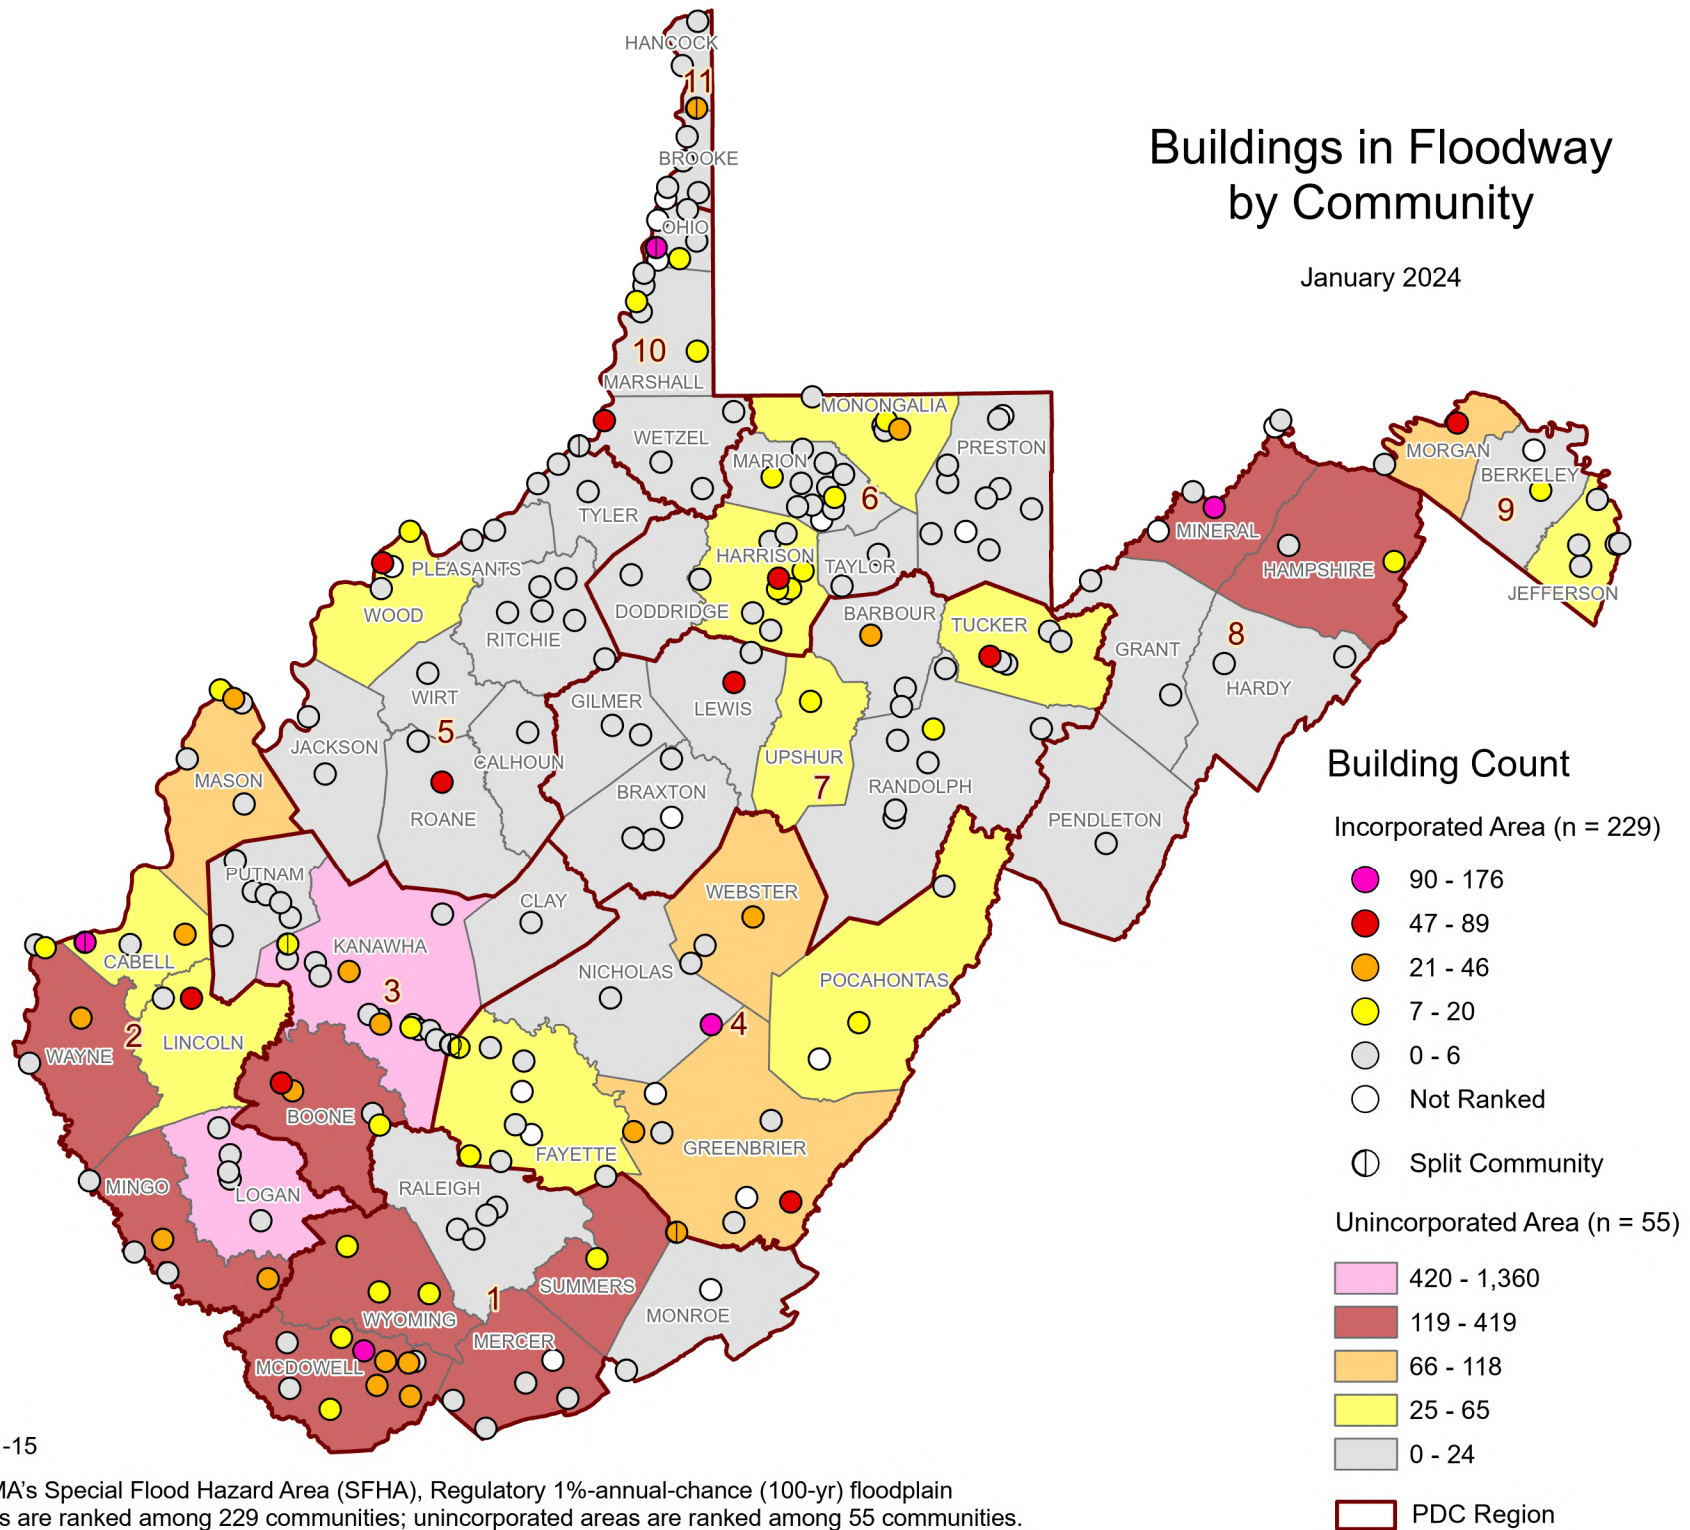 Buildings in Floodway
by Community
January 2024
HANCOCK
11
BROOKE
OHIO
10
MARSHALL
WETZEL
MONONGALIA
PRESTON
MARION
6
TYLER
MORGAN
BERKELEY
9
MINERAL
HAMPSHIRE
JEFFERSON
HARRISON
TAYLOR
PLEASANTS
WOOD
DODDRIDGE
BARBOUR
TUCKER
RITCHIE
GRANT
8
HARDY
WIRT
GILMER
LEWIS
5
JACKSON
CALHOUN
UPSHUR
7
MASON
BRAXTON
RANDOLPH
ROANE
PENDLETON
PUTNAM
WEBSTER
CLAY
KANAWHA
CABELL
NICHOLAS
POCAHONTAS
3
4
2
LINCOLN
WAYNE
BOONE
FAYETTE
GREENBRIER
MINGO
LOGAN
RALEIGH
SUMMERS
1
WYOMING
MONROE
MERCER
MCDOWELL
Building Count
Incorporated Area (n = 229)
90 - 176
47 - 89
21 - 46
7 - 20
0 - 6
Not Ranked
Split Community
Unincorporated Area (n = 55)
420 - 1,360
119 - 419
66 - 118
25 - 65
0 - 24
PDC Region
-15
MA’s Special Flood Hazard Area (SFHA), Regulatory 1%-annual-chance (100-yr) floodplain
s are ranked among 229 communities; unincorporated areas are ranked among 55 communities.